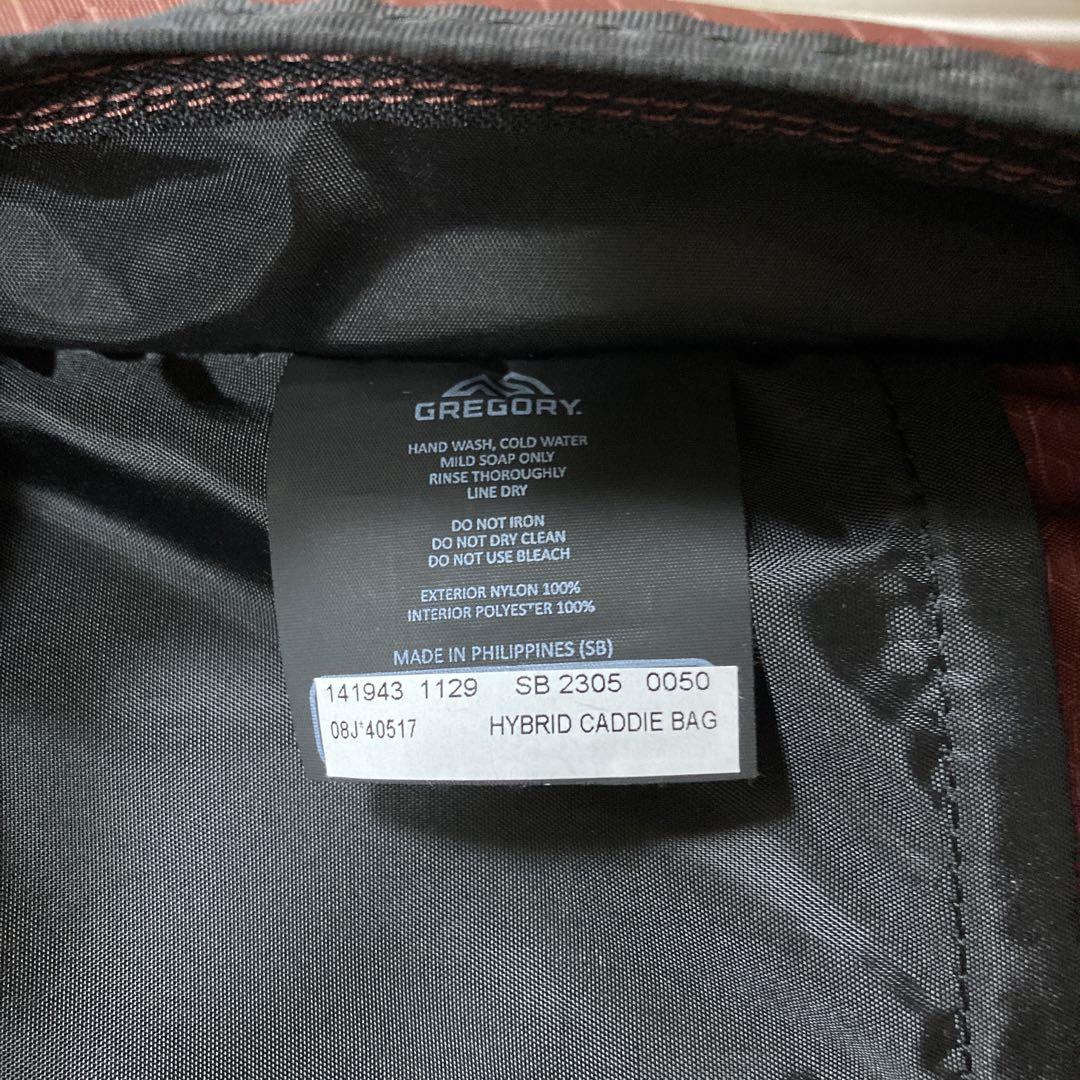 GREGORY.
HAND WASH, COLD WATER
MILD SOAP ONLY
RINSE THOROUGHLY
LINE DRY
DO NOT IRON
DO NOT DRY CLEAN
DO NOT USE BLEACH
EXTERIOR NYLON 100%
INTERIOR POLYESTER 100%
MADE IN PHILIPPINES (SB)
141943 1129 SB 2305 0050
08J*40517 HYBRID CADDIE BAG